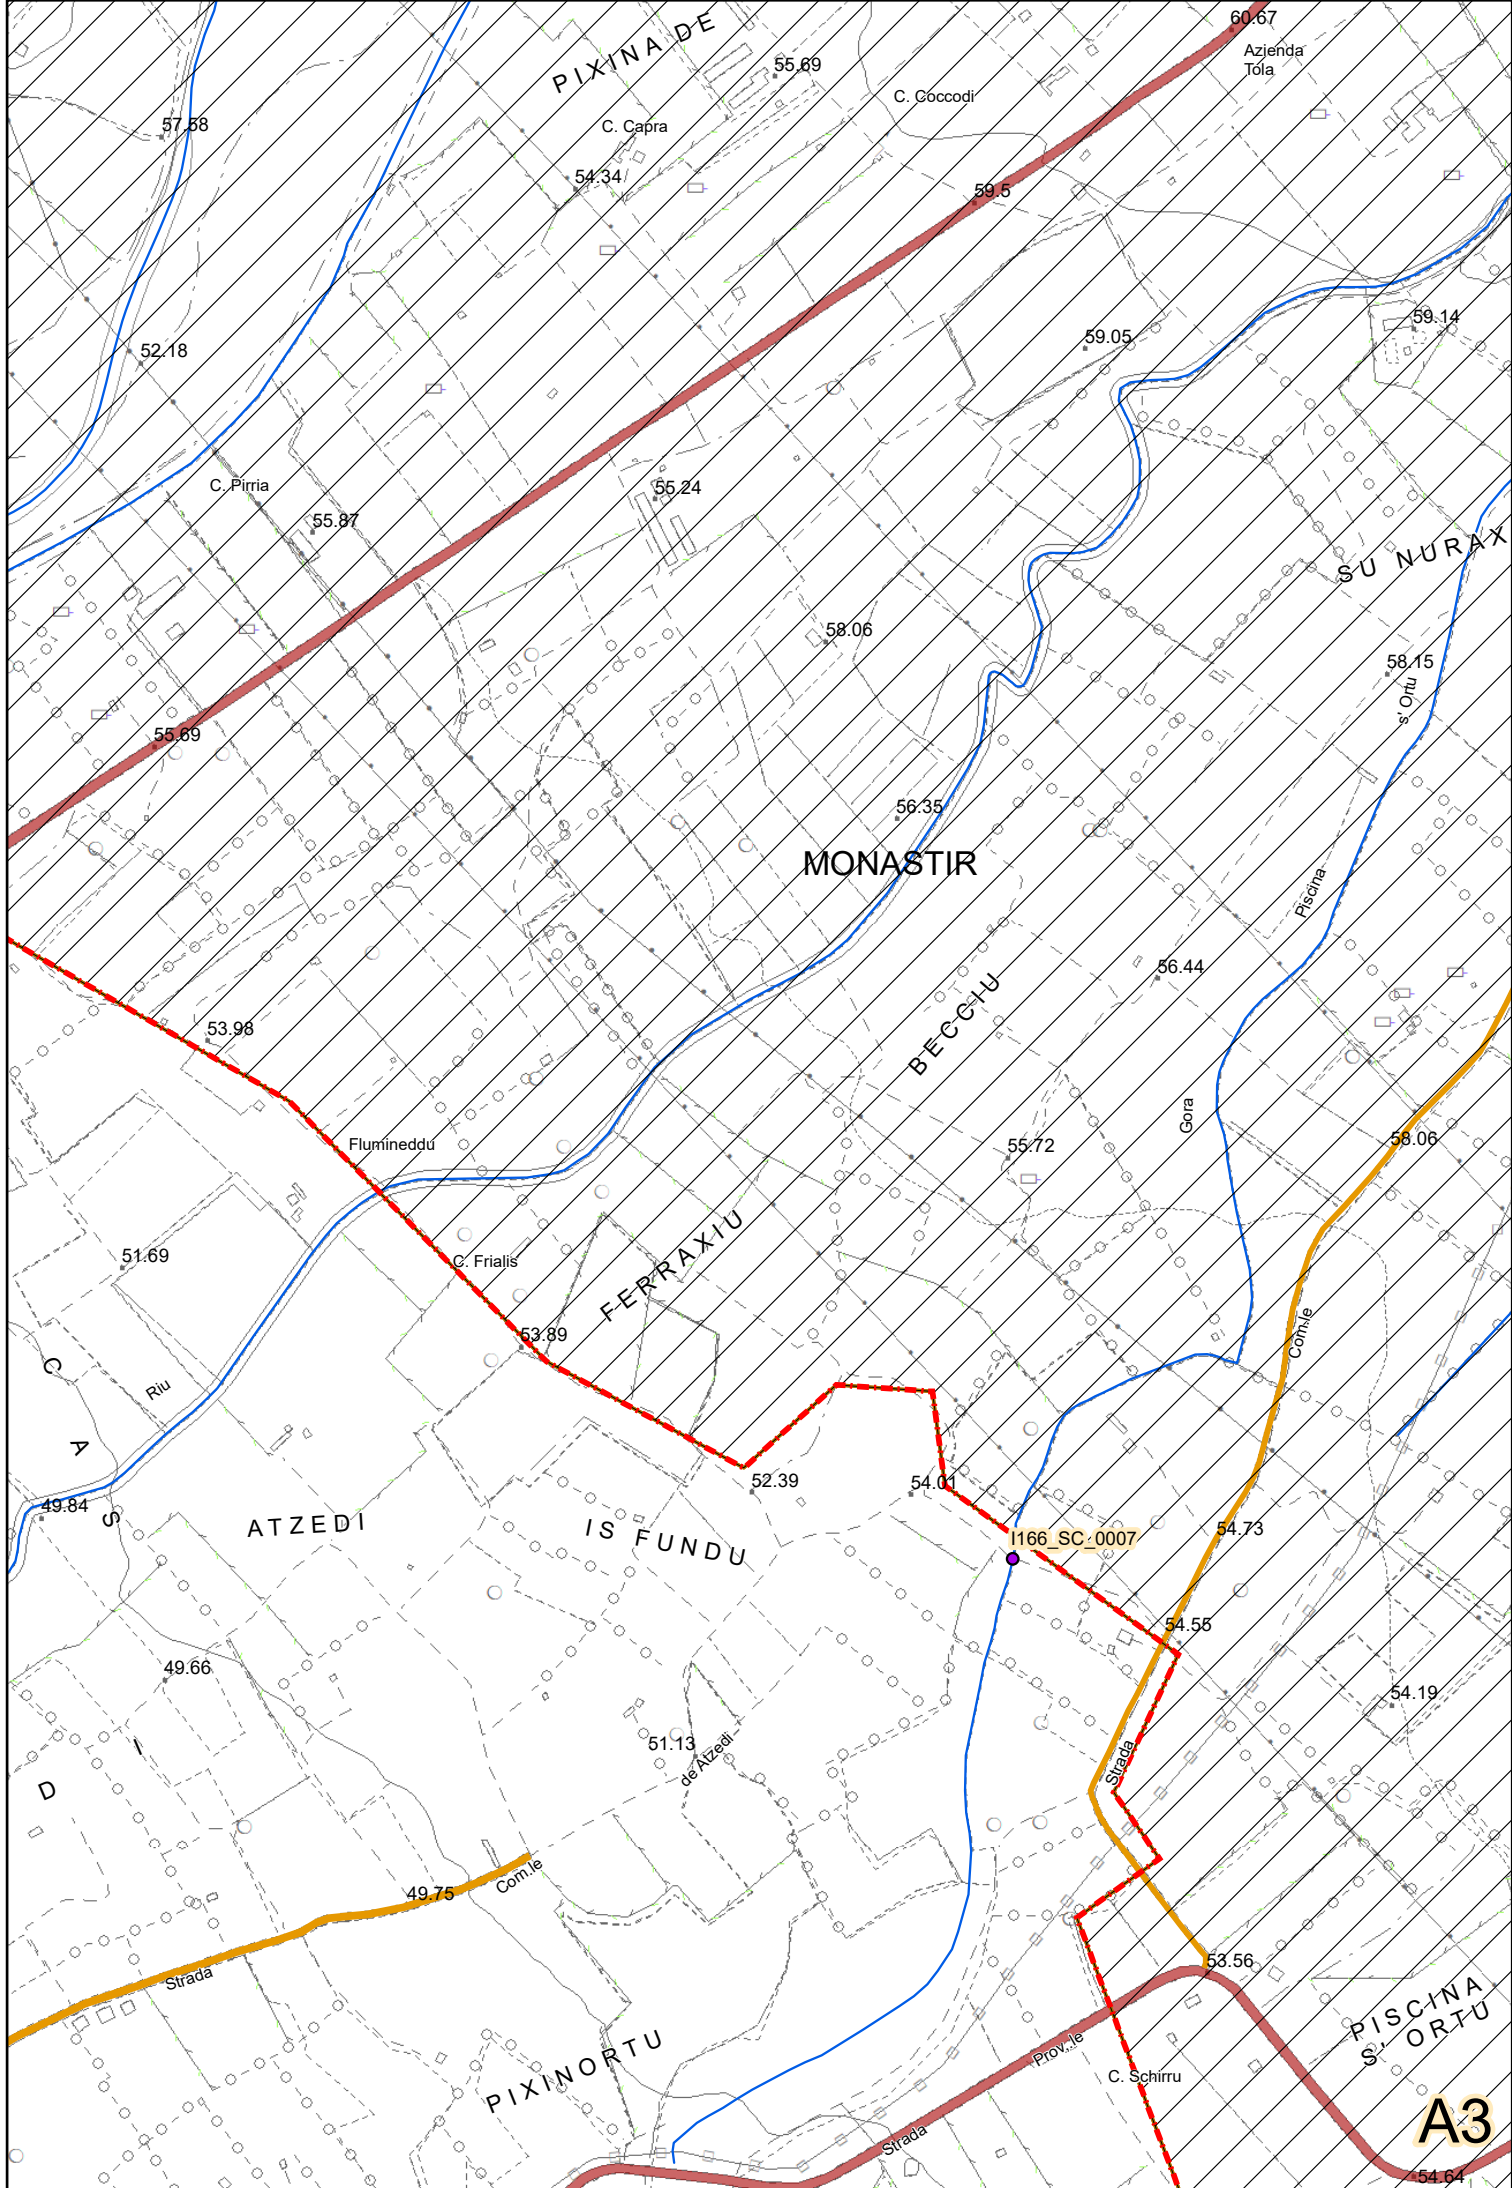 60.67
PIXINA DE
Azienda
Tola
55.69
C. Coccodi
57.68
C. Capra
54.34
59.5
59.14
59.05
52.18
C. Pirria
55.24
55.87
SU NURAX
58.06
58.15
s' Ortu
55.69
56.35
MONASTIR
Piscina
56.44
BECCIU
53.98
Gora
58.06
Flumineddu
55.72
FERRAXIU
51.69
C. Frialis
53.89
Com.le
CAS
Riu
52.39
54.01
49.84
ATZEDI
IS FUNDU
54.73
I166_SC_0007
54.55
49.66
54.19
51.13
de Atzedi
DI
Strada
49.75
Com.le
Strada
53.56
PISCINA
S' ORTU
PIXINORTU
Prov.le
C. Schirru
A3
Strada
54.64